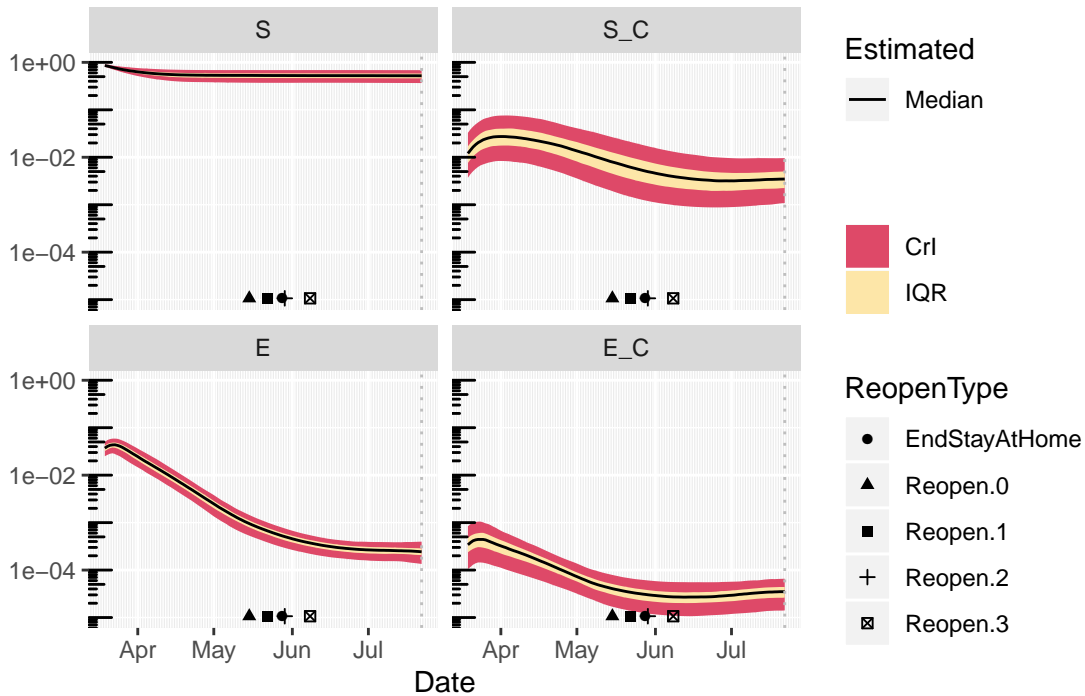 S
S_C
1e+00
1e−02
1e−04
E
E_C
1e+00
1e−02
1e−04
Apr
May
Jun
Jul
Apr
May
Jun
Jul
Date
Estimated
Median
CrI
IQR
ReopenType
EndStayAtHome
Reopen.0
Reopen.1
Reopen.2
Reopen.3